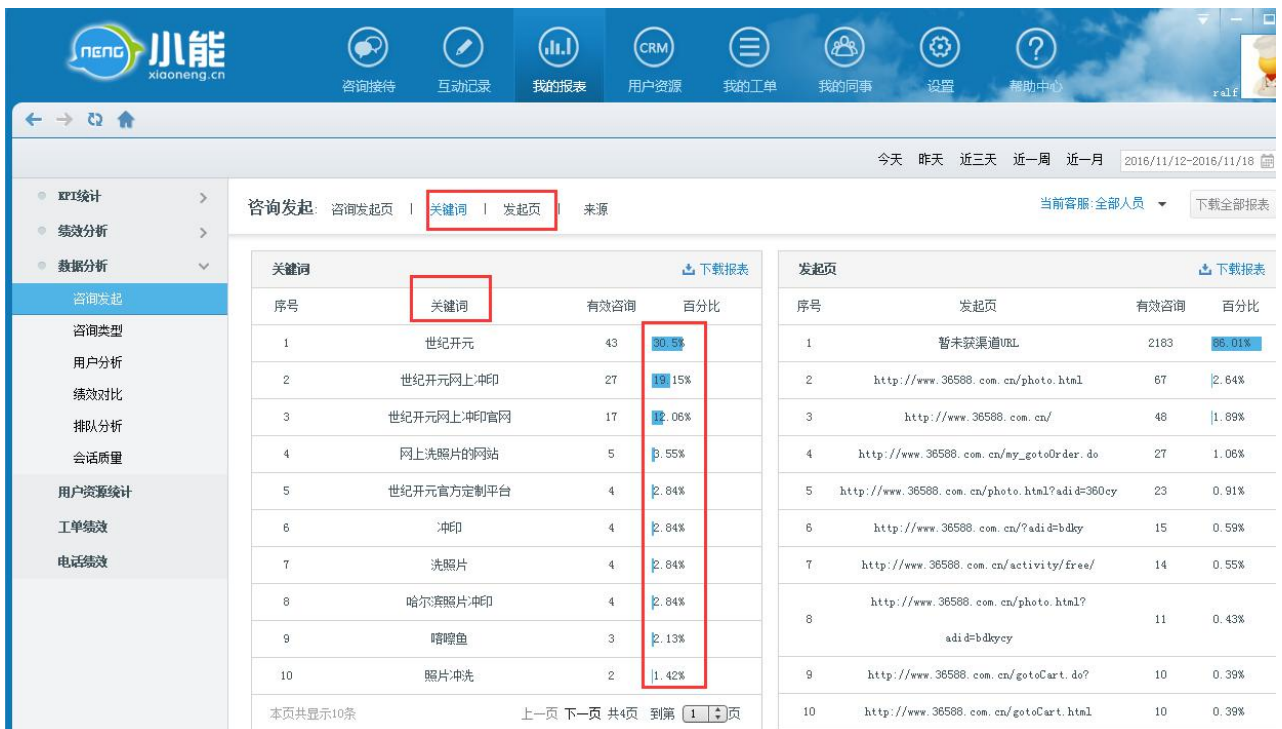 neng 小能
xiaoneng.cn
咨询接待 互动记录 我的报表 用户资源 我的工单 我的同事 设置 帮助中心
CRM
ralf
今天 昨天 近三天 近一周 近一月 2016/11/12-2016/11/18
KPI统计
绩效分析
数据分析
咨询发起
咨询类型
用户分析
绩效对比
排队分析
会话质量
用户资源统计
工单绩效
电话绩效
咨询发起: 咨询发起页 | 关键词 | 发起页 | 来源
当前客服:全部人员 下载全部报表
关键词 下载报表
序号 关键词 有效咨询 百分比
1 世纪开元 43 30.5%
2 世纪开元网上冲印 27 19.15%
3 世纪开元网上冲印官网 17 12.06%
4 网上洗照片的网站 5 3.55%
5 世纪开元官方定制平台 4 2.84%
6 冲印 4 2.84%
7 洗照片 4 2.84%
8 哈尔滨照片冲印 4 2.84%
9 嘻嚓鱼 3 2.13%
10 照片冲洗 2 1.42%
本页共显示10条 上一页 下一页 共4页 到第 1 页
发起页 下载报表
序号 发起页 有效咨询 百分比
1 暂未获渠道URL 2183 86.01%
2 http://www.36588.com.cn/photo.html 67 2.64%
3 http://www.36588.com.cn/ 48 1.89%
4 http://www.36588.com.cn/my_gotoOrder.do 27 1.06%
5 http://www.36588.com.cn/photo.html?adid=360cy 23 0.91%
6 http://www.36588.com.cn/?adid=bdky 15 0.59%
7 http://www.36588.com.cn/activity/free/ 14 0.55%
8 http://www.36588.com.cn/photo.html? 11 0.43%
adid=bdkycy
9 http://www.36588.com.cn/gotoCart.do? 10 0.39%
10 http://www.36588.com.cn/gotoCart.html 10 0.39%